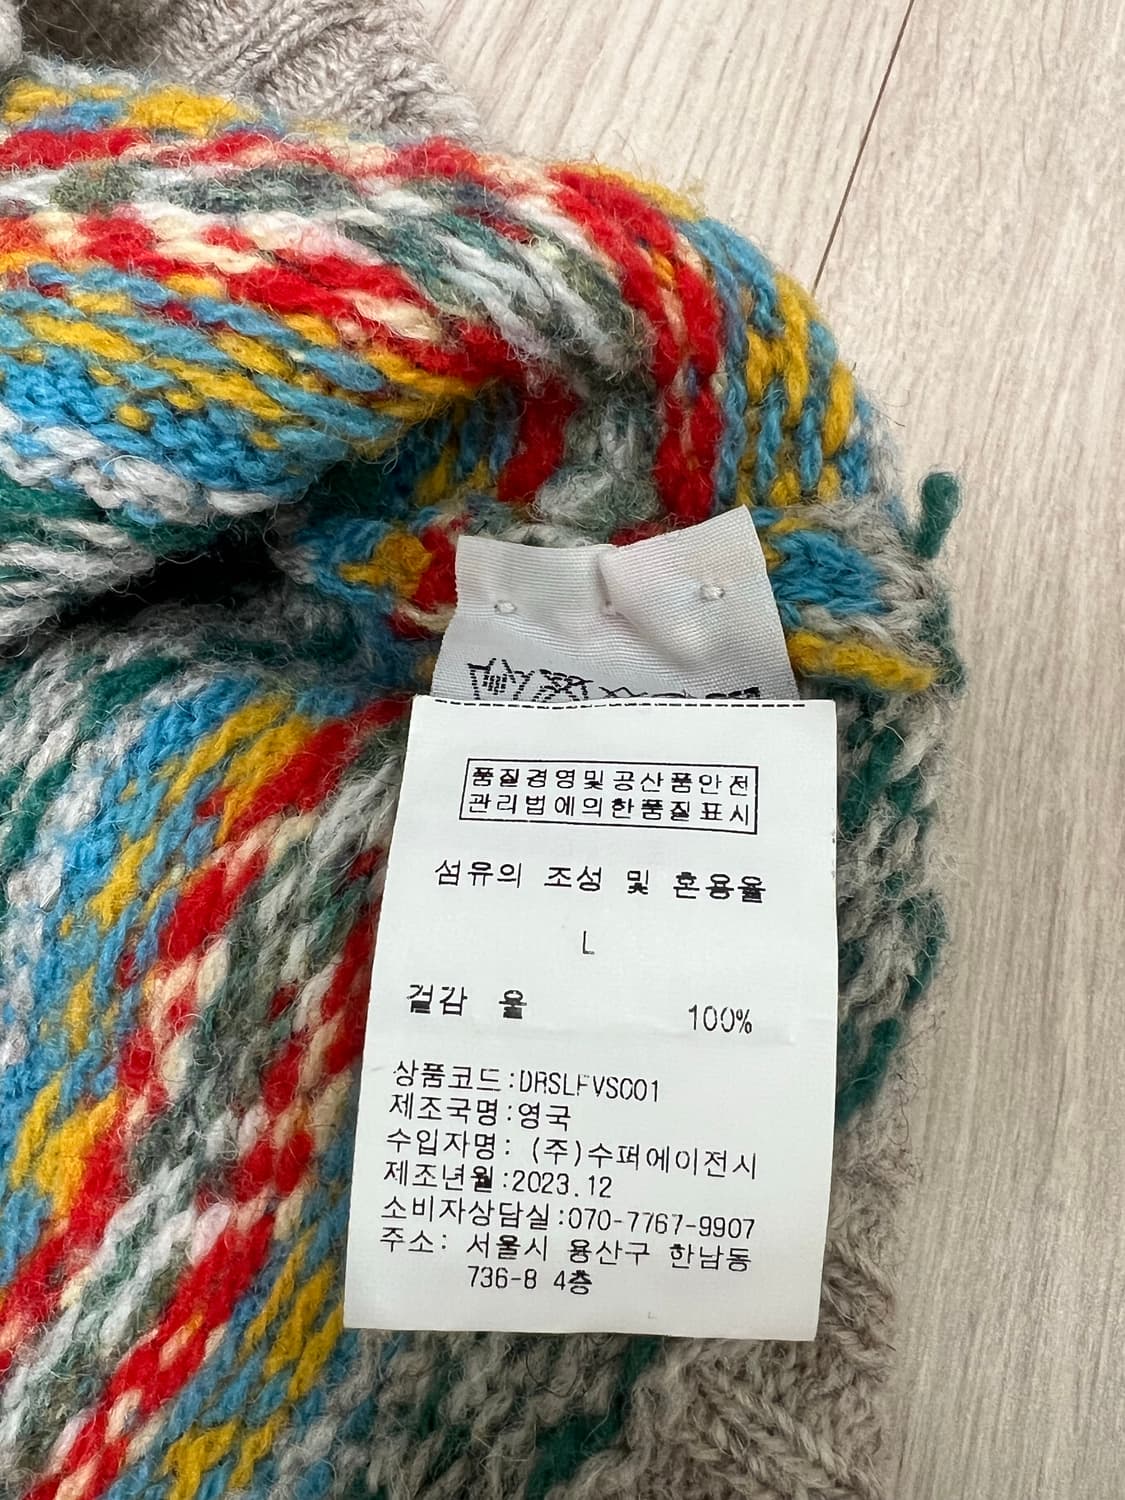 품질경영및공산품안전
관리법에의한품질표시
섬유의 조성 및 혼용율
L
겉감 울 100%
상품코드:DRSLFVS001
제조국명:영국
수입자명: (주)수퍼에이전시
제조년월:2023.12
소비자상담실:070-7767-9907
주소: 서울시 용산구 한남동
736-8 4층